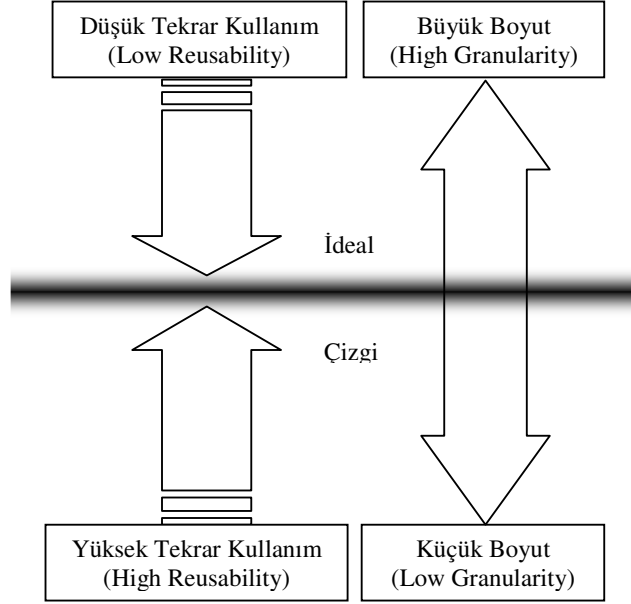 Düşük Tekrar Kullanım
(Low Reusability)
Büyük Boyut
(High Granularity)
İdeal
Çizgi
Yüksek Tekrar Kullanım
(High Reusability)
Küçük Boyut
(Low Granularity)